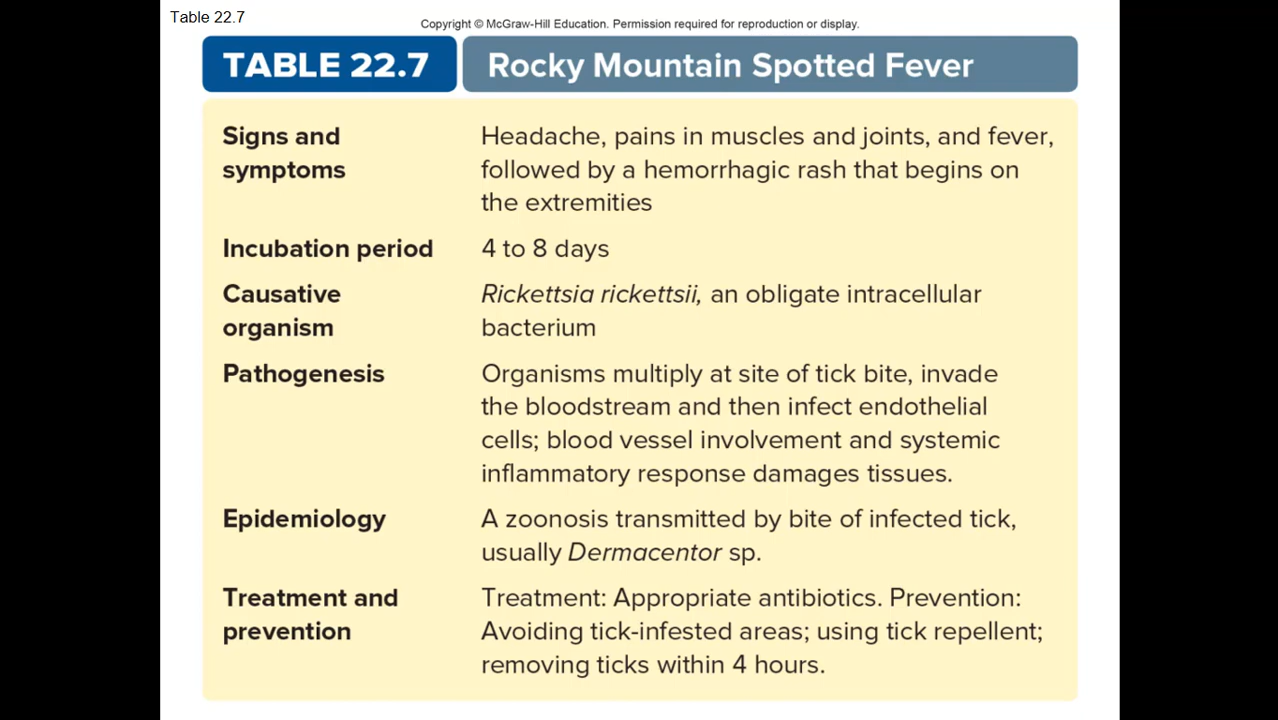 Table 22.7
Copyright © McGraw-Hill Education. Permission required for reproduction or display.
TABLE 22.7
Rocky Mountain Spotted Fever
Signs and
symptoms
Headache, pains in muscles and joints, and fever,
followed by a hemorrhagic rash that begins on
the extremities
Incubation period
4 to 8 days
Causative
organism
Rickettsia rickettsii, an obligate intracellular
bacterium
Pathogenesis
Organisms multiply at site of tick bite, invade
the bloodstream and then infect endothelial
cells; blood vessel involvement and systemic
inflammatory response damages tissues.
Epidemiology
A zoonosis transmitted by bite of infected tick,
usually Dermacentor sp.
Treatment and
prevention
Treatment: Appropriate antibiotics. Prevention:
Avoiding tick-infested areas; using tick repellent;
removing ticks within 4 hours.